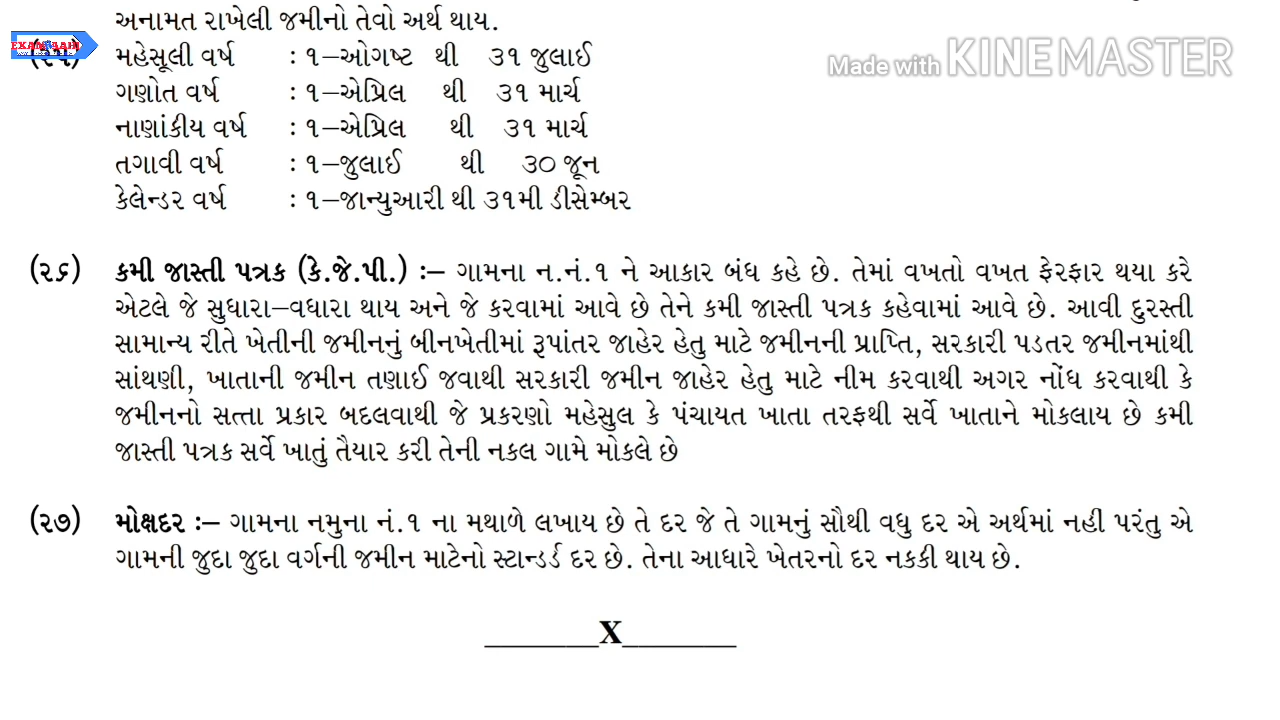 અનામત રાખેલી જમીનો તેવો અર્થ થાય.
EXAM AAHI
(૨૫) મહેસૂલી વર્ષ : ૧–ઓગષ્ટ થી ૩૧ જુલાઈ
Made with KINEMASTER
ગણોત વર્ષ : ૧–એપ્રિલ થી ૩૧ માર્ચ
નાણાંકીય વર્ષ : ૧–એપ્રિલ થી ૩૧ માર્ચ
તગાવી વર્ષ : ૧–જુલાઈ થી ૩૦ જૂન
કેલેન્ડર વર્ષ : ૧–જાન્યુઆરી થી ૩૧મી ડીસેમ્બર
(૨૬) કમી જાસ્તી પત્રક (કે.જે.પી.) :– ગામના ન.નં.૧ ને આકાર બંધ કહે છે. તેમાં વખતો વખત ફેરફાર થયા કરે
એટલે જે સુધારા–વધારા થાય અને જે કરવામાં આવે છે તેને કમી જાસ્તી પત્રક કહેવામાં આવે છે. આવી દુરસ્તી
સામાન્ય રીતે ખેતીની જમીનનું બીનખેતીમાં રૂપાંતર જાહેર હેતુ માટે જમીનની પ્રાપ્તિ, સરકારી પડતર જમીનમાંથી
સાંથણી, ખાતાની જમીન તણાઈ જવાથી સરકારી જમીન જાહેર હેતુ માટે નીમ કરવાથી અગર નોંધ કરવાથી કે
જમીનનો સત્તા પ્રકાર બદલવાથી જે પ્રકરણો મહેસુલ કે પંચાયત ખાતા તરફથી સર્વે ખાતાને મોકલાય છે કમી
જાસ્તી પત્રક સર્વે ખાતું તૈયાર કરી તેની નકલ ગામે મોકલે છે
(૨૭) મોક્ષદર :– ગામના નમુના નં.૧ ના મથાળે લખાય છે તે દર જે તે ગામનું સૌથી વધુ દર એ અર્થમાં નહી પરંતુ એ
ગામની જુદા જુદા વર્ગની જમીન માટેનો સ્ટાન્ડર્ડ દર છે. તેના આધારે ખેતરનો દર નકકી થાય છે.
_______X_______